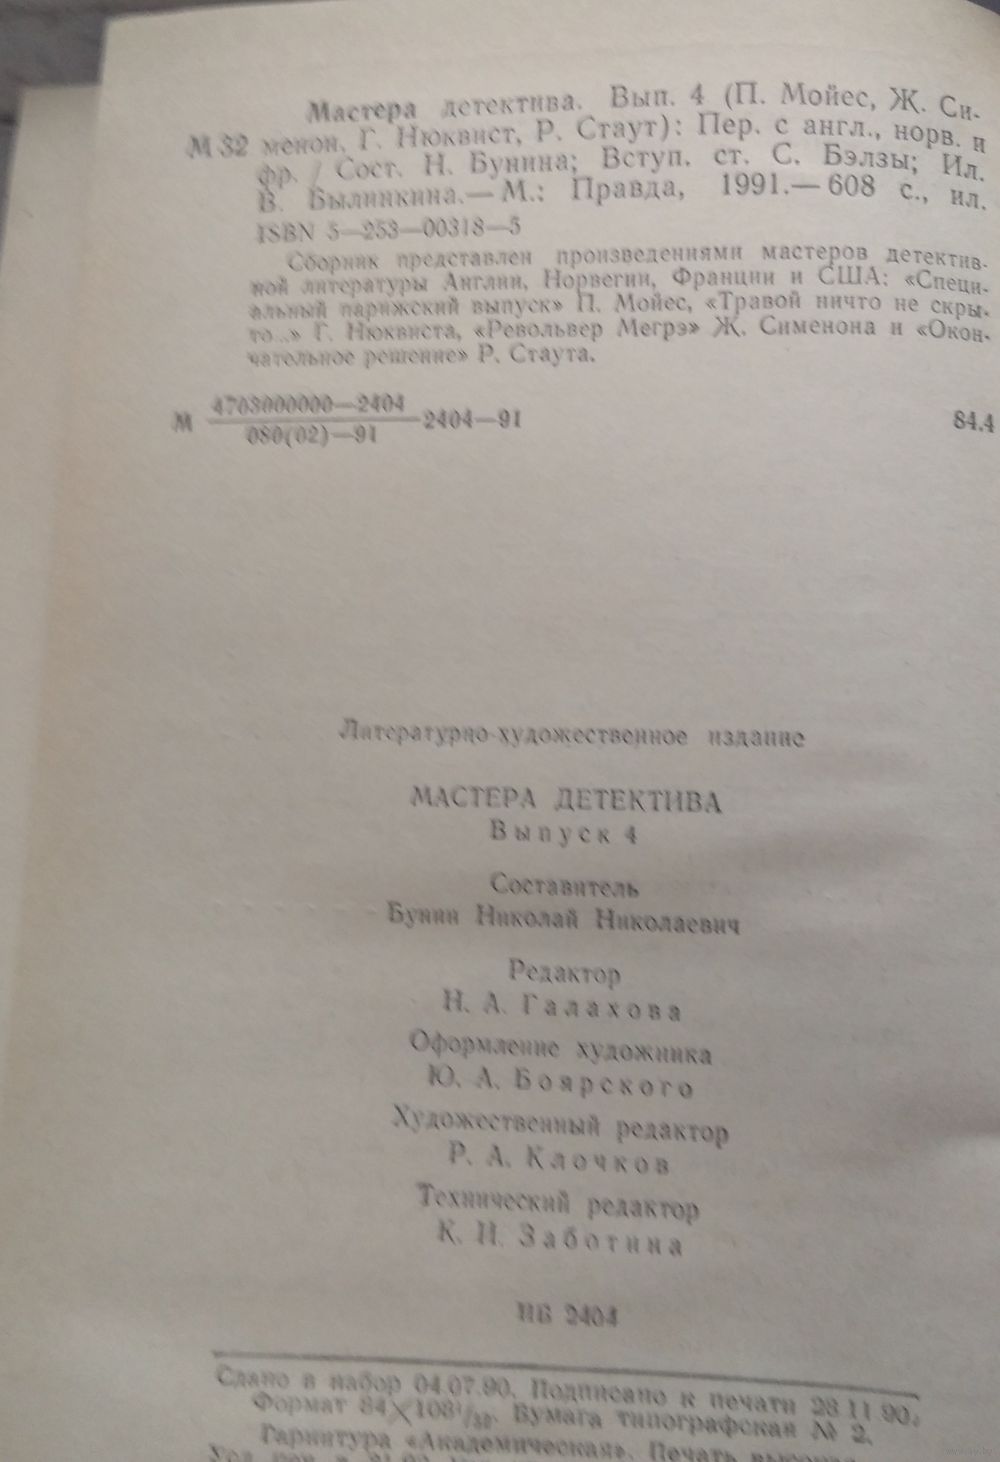 Мастера детектива. Вып. 4 (П. Мойес, Ж. Си-
М 32 менон, Г. Нюквист, Р. Стаут): Пер. с англ., норв. и
фр. / Сост. Н. Бунина; Вступ. ст. С. Бэлзы; Ил.
В. Былинкина.— М.: Правда, 1991.— 608 с., ил.
ISBN 5—253—00318—5
Сборник представлен произведениями мастеров детектив-
ной литературы Англии, Норвегии, Франции и США: «Специ-
альный парижский выпуск» П. Мойес, «Травой ничто не скры-
то...» Г. Нюквиста, «Револьвер Мегрэ» Ж. Сименона и «Окон-
чательное решение» Р. Стаута.
4703000000—2404
М 2404—91 84.4
080(02)—91
Литературно-художественное издание
МАСТЕРА ДЕТЕКТИВА
Выпуск 4
Составитель
Бунин Николай Николаевич
Редактор
Н. А. Галахова
Оформление художника
Ю. А. Боярского
Художественный редактор
Р. А. Клочков
Технический редактор
К. И. Заботина
ИБ 2404
Сдано в набор 04.07.90. Подписано к печати 28.11.90.
Формат 84×108 1/32. Бумага типографская № 2.
Гарнитура «Академическая». Печать